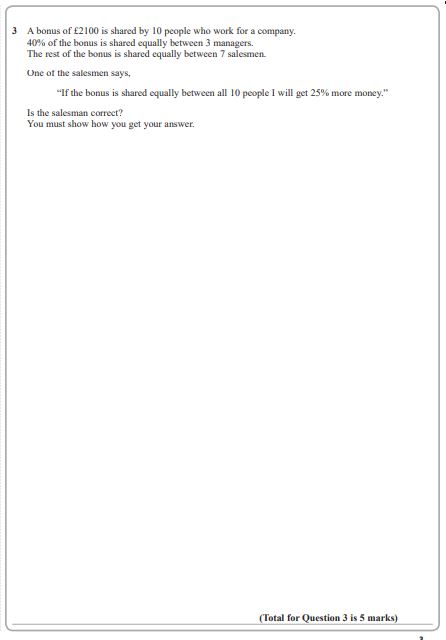 3 A bonus of £2100 is shared by 10 people who work for a company.
40% of the bonus is shared equally between 3 managers.
The rest of the bonus is shared equally between 7 salesmen.
One of the salesmen says,
“If the bonus is shared equally between all 10 people I will get 25% more money.”
Is the salesman correct?
You must show how you get your answer.
(Total for Question 3 is 5 marks)